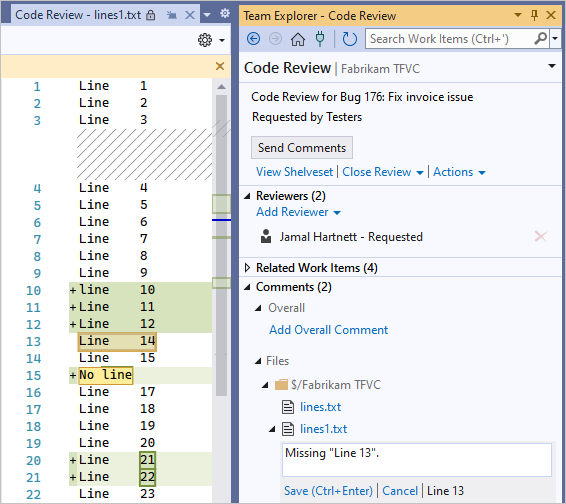 Code Review - lines1.txt
1 Line 1
2 Line 2
3 Line 3
4 Line 4
5 Line 5
6 Line 6
7 Line 7
8 Line 8
9 Line 9
10 +line 10
11 +Line 11
12 +Line 12
13 Line 14
14 Line 15
15 +No line
16 Line 17
17 Line 18
18 Line 19
19 Line 20
20 +Line 21
21 +Line 22
22 Line 23
Team Explorer - Code Review
Search Work Items (Ctrl+')
Code Review | Fabrikam TFVC
Code Review for Bug 176: Fix invoice issue
Requested by Testers
Send Comments
View Shelveset | Close Review | Actions
Reviewers (2)
Add Reviewer
Jamal Hartnett - Requested
Related Work Items (4)
Comments (2)
Overall
Add Overall Comment
Files
$/Fabrikam TFVC
lines.txt
lines1.txt
Missing "Line 13".
Save (Ctrl+Enter) | Cancel | Line 13